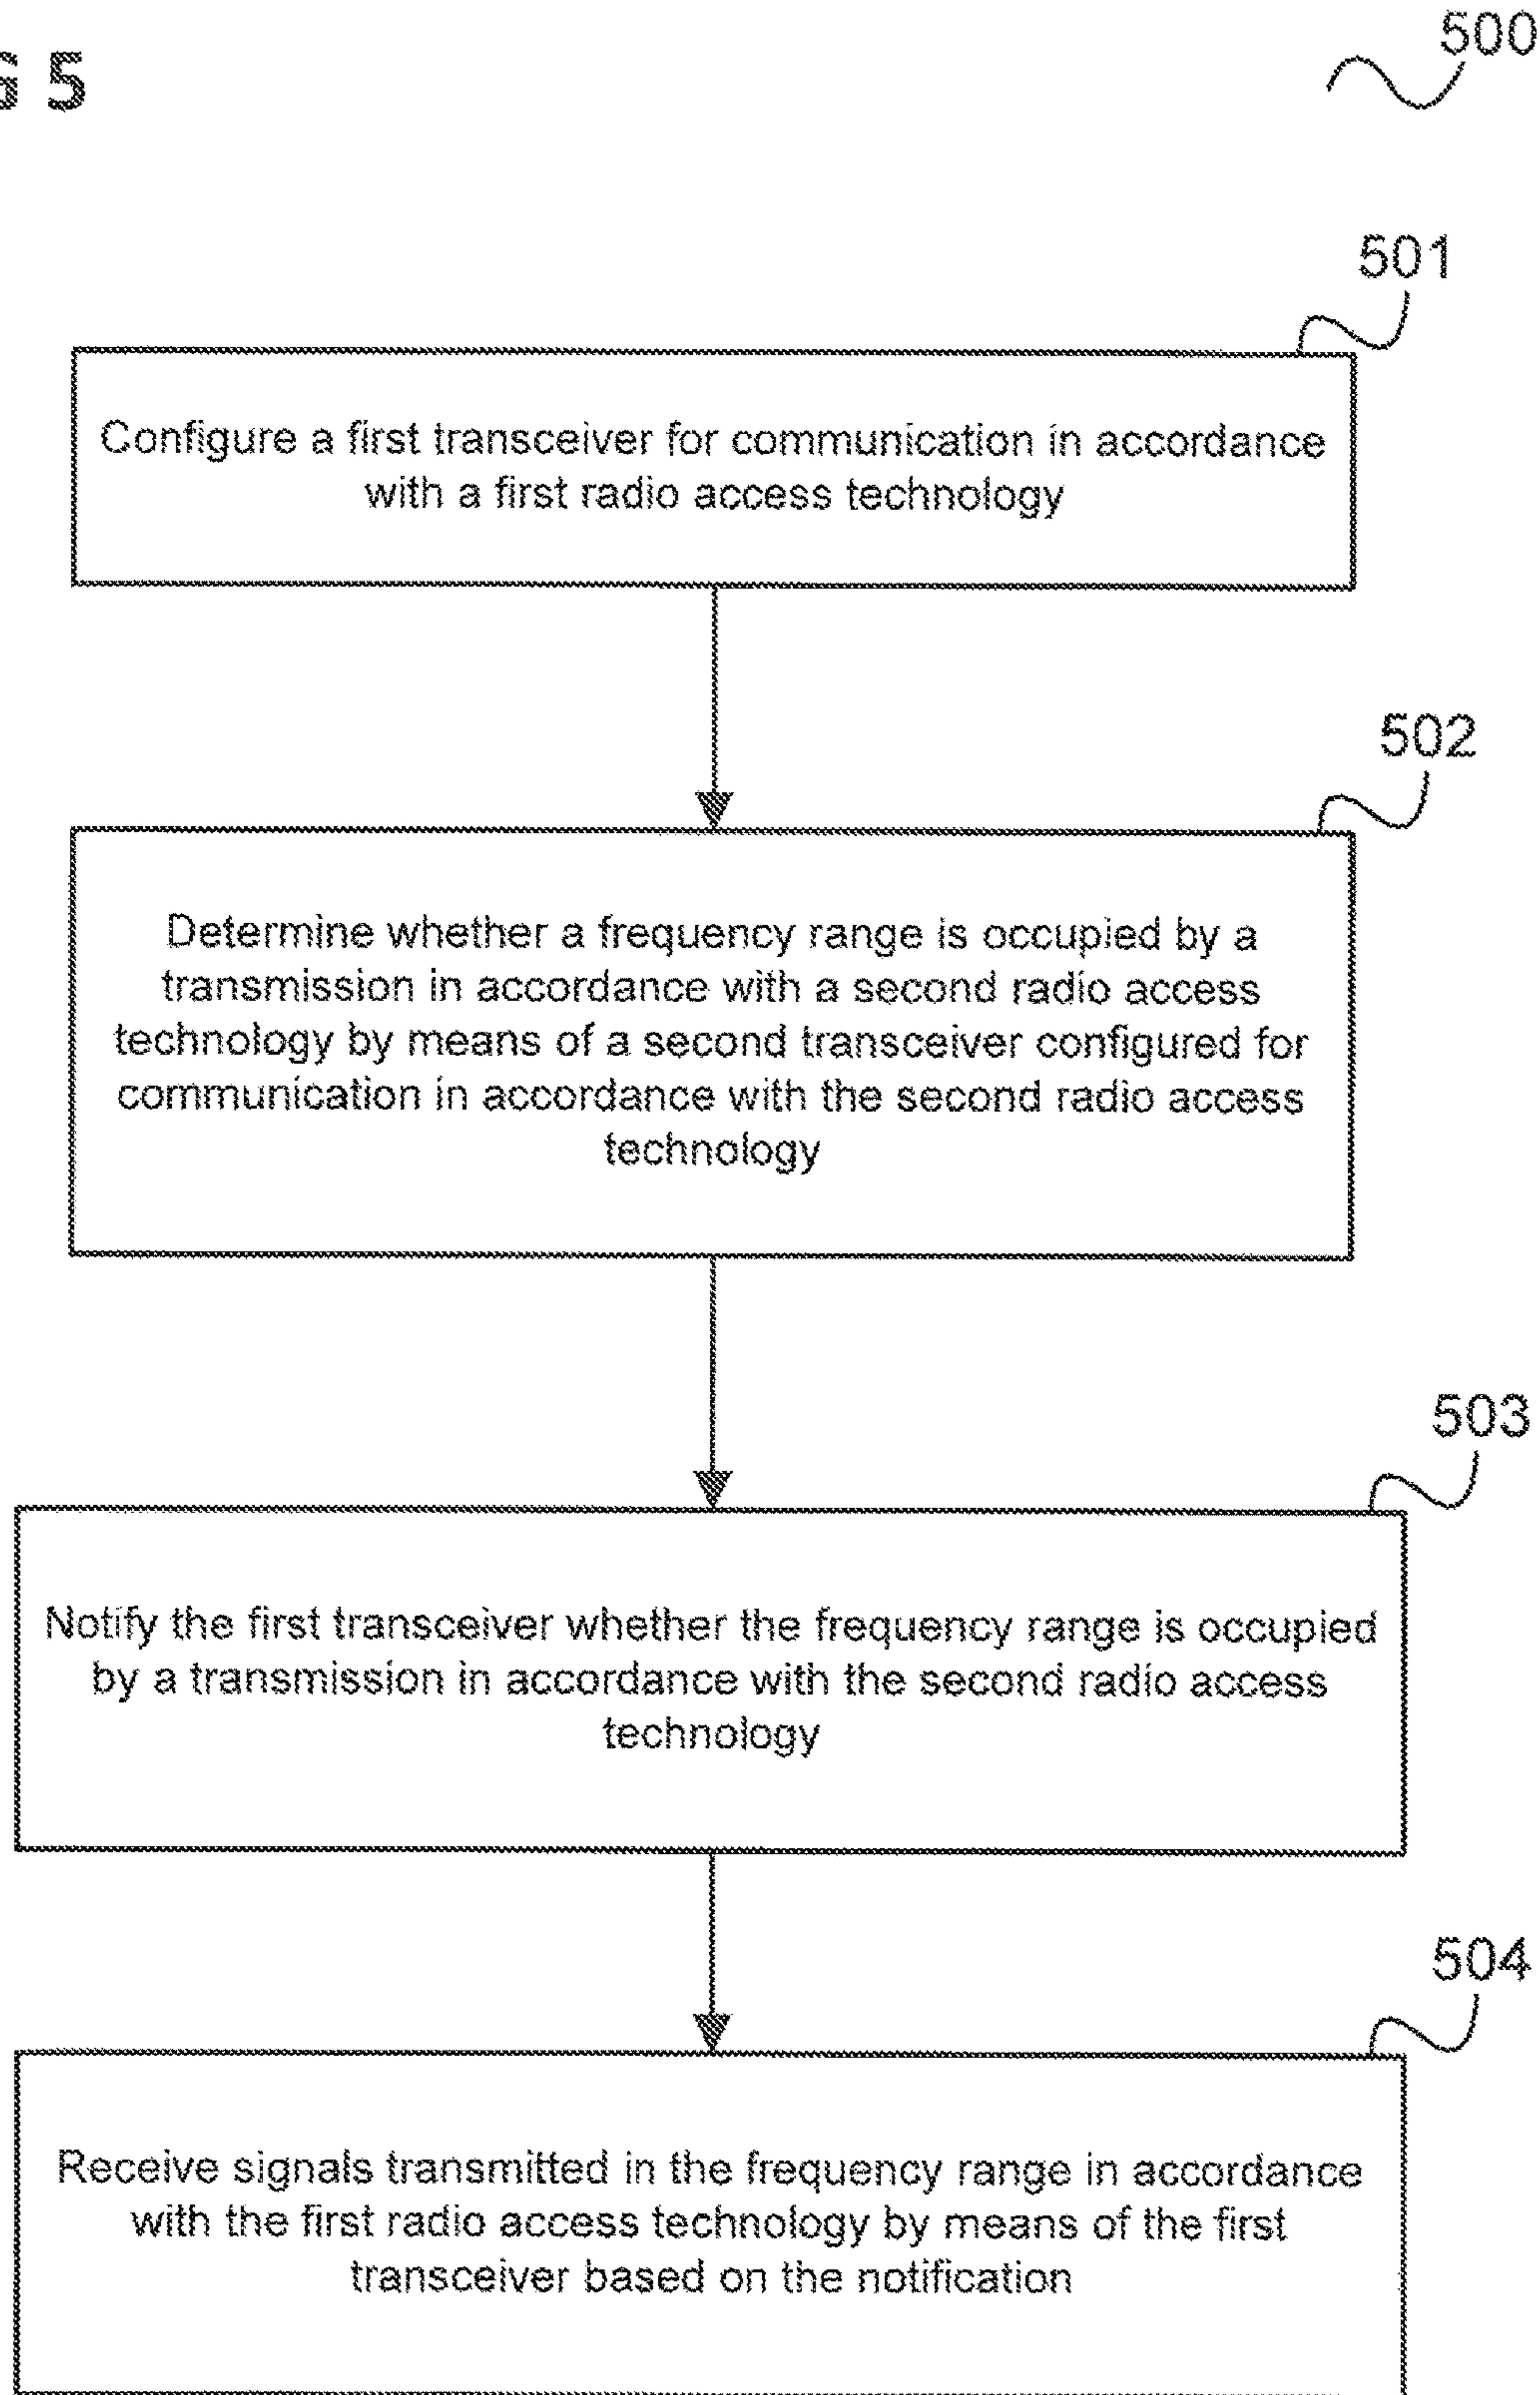 G 5
500
501
Configure a first transceiver for communication in accordance
with a first radio access technology
502
Determine whether a frequency range is occupied by a
transmission in accordance with a second radio access
technology by means of a second transceiver configured for
communication in accordance with the second radio access
technology
503
Notify the first transceiver whether the frequency range is occupied
by a transmission in accordance with the second radio access
technology
504
Receive signals transmitted in the frequency range in accordance
with the first radio access technology by means of the first
transceiver based on the notification